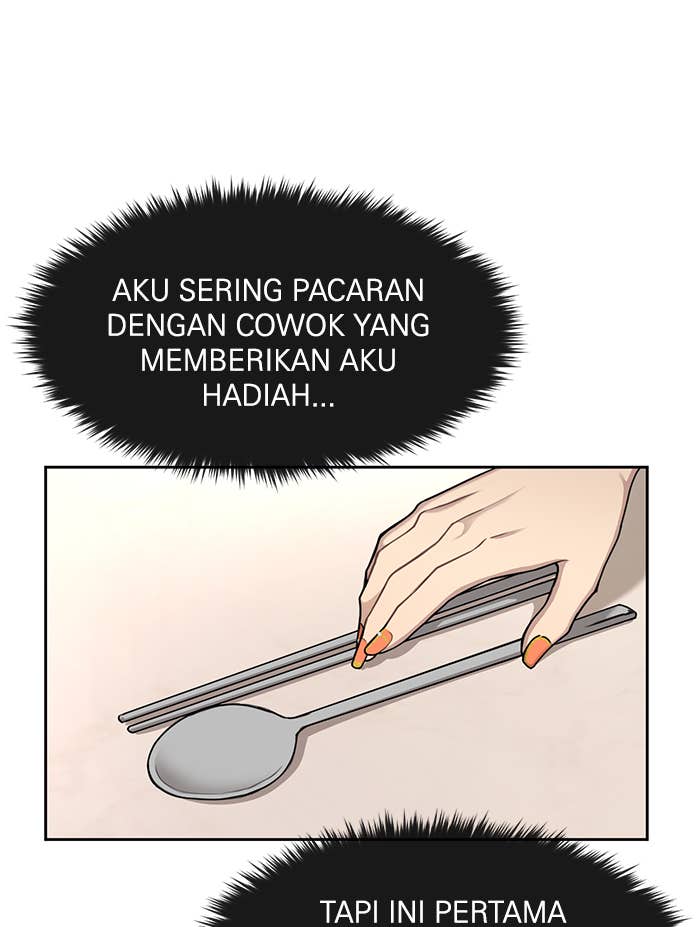 AKU SERING PACARAN
DENGAN COWOK YANG
MEMBERIKAN AKU
HADIAH...
TAPI INI PERTAMA